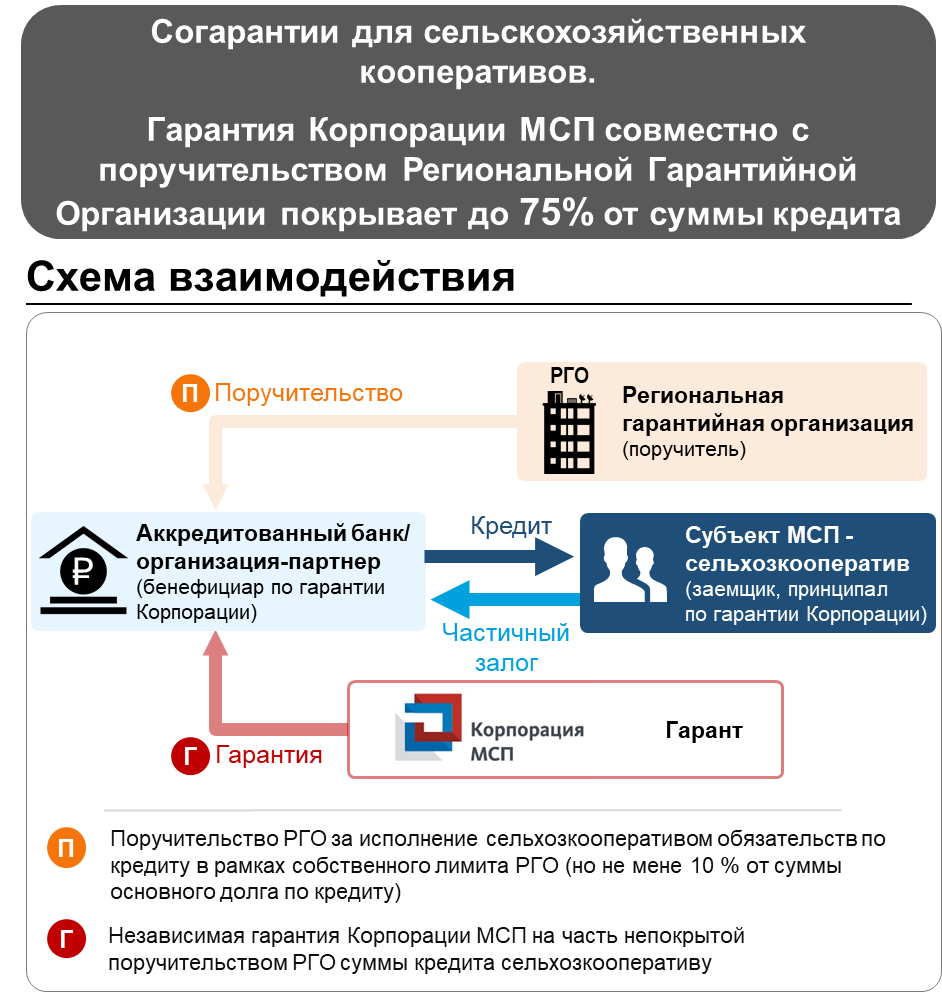 Согарантии для сельскохозяйственных
кооперативов.
Гарантия Корпорации МСП совместно с
поручительством Региональной Гарантийной
Организации покрывает до 75% от суммы кредита
Схема взаимодействия
П Поручительство
РГО
Региональная
гарантийная организация
(поручитель)
Аккредитованный банк/
организация-партнер
(бенефициар по гарантии
Корпорации)
Кредит
Частичный
залог
Субъект МСП -
сельхозкооператив
(заемщик, принципал
по гарантии Корпорации)
Г Гарантия
Корпорация
МСП
Гарант
П Поручительство РГО за исполнение сельхозкооперативом обязательств по
кредиту в рамках собственного лимита РГО (но не мене 10 % от суммы
основного долга по кредиту)
Г Независимая гарантия Корпорации МСП на часть непокрытой
поручительством РГО суммы кредита сельхозкооперативу